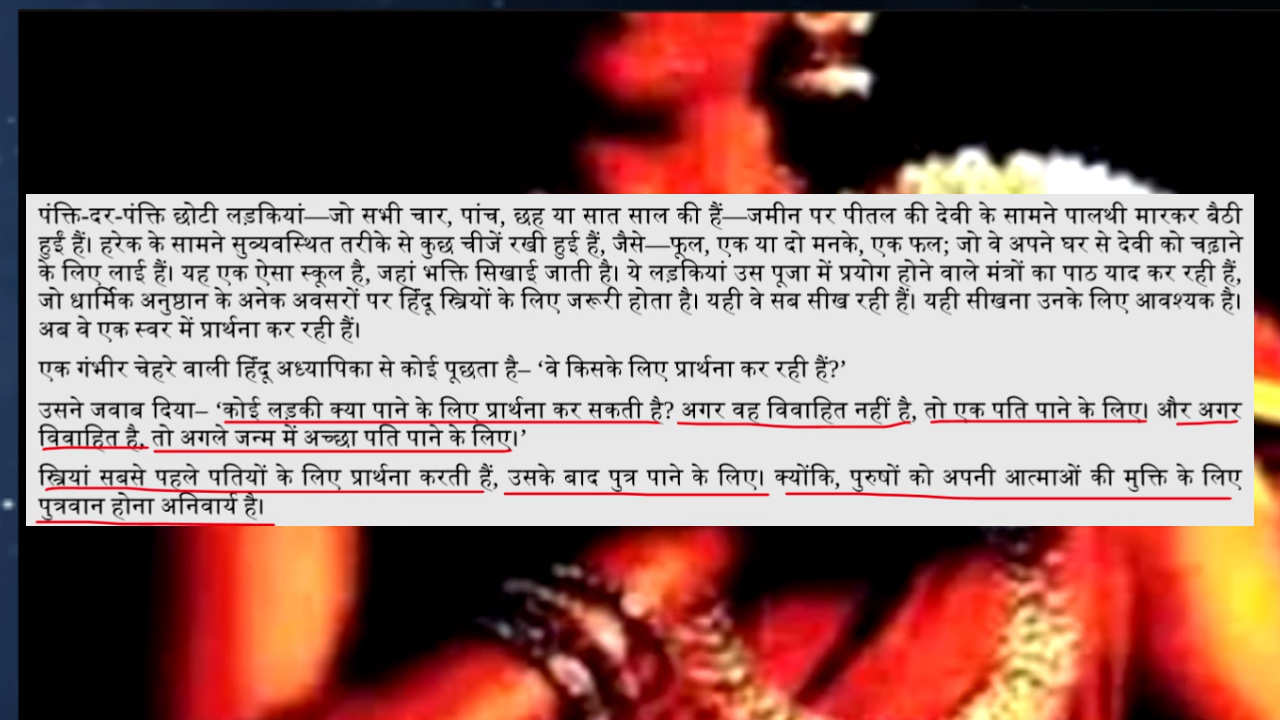 पंक्ति-दर-पंक्ति छोटी लड़कियां—जो सभी चार, पांच, छह या सात साल की हैं—जमीन पर पीतल की देवी के सामने पालथी मारकर बैठी
हुईं हैं। हरेक के सामने सुव्यवस्थित तरीके से कुछ चीजें रखी हुई हैं, जैसे—फूल, एक या दो मनके, एक फल; जो वे अपने घर से देवी को चढ़ाने
के लिए लाई हैं। यह एक ऐसा स्कूल है, जहां भक्ति सिखाई जाती है। ये लड़कियां उस पूजा में प्रयोग होने वाले मंत्रों का पाठ याद कर रही हैं,
जो धार्मिक अनुष्ठान के अनेक अवसरों पर हिंदू स्त्रियों के लिए जरूरी होता है। यही वे सब सीख रही हैं। यही सीखना उनके लिए आवश्यक है।
अब वे एक स्वर में प्रार्थना कर रही हैं।
एक गंभीर चेहरे वाली हिंदू अध्यापिका से कोई पूछता है– ‘वे किसके लिए प्रार्थना कर रही हैं?’
उसने जवाब दिया– ‘कोई लड़की क्या पाने के लिए प्रार्थना कर सकती है? अगर वह विवाहित नहीं है, तो एक पति पाने के लिए। और अगर
विवाहित है, तो अगले जन्म में अच्छा पति पाने के लिए।’
स्त्रियां सबसे पहले पतियों के लिए प्रार्थना करती हैं, उसके बाद पुत्र पाने के लिए। क्योंकि, पुरुषों को अपनी आत्माओं की मुक्ति के लिए
पुत्रवान होना अनिवार्य है।